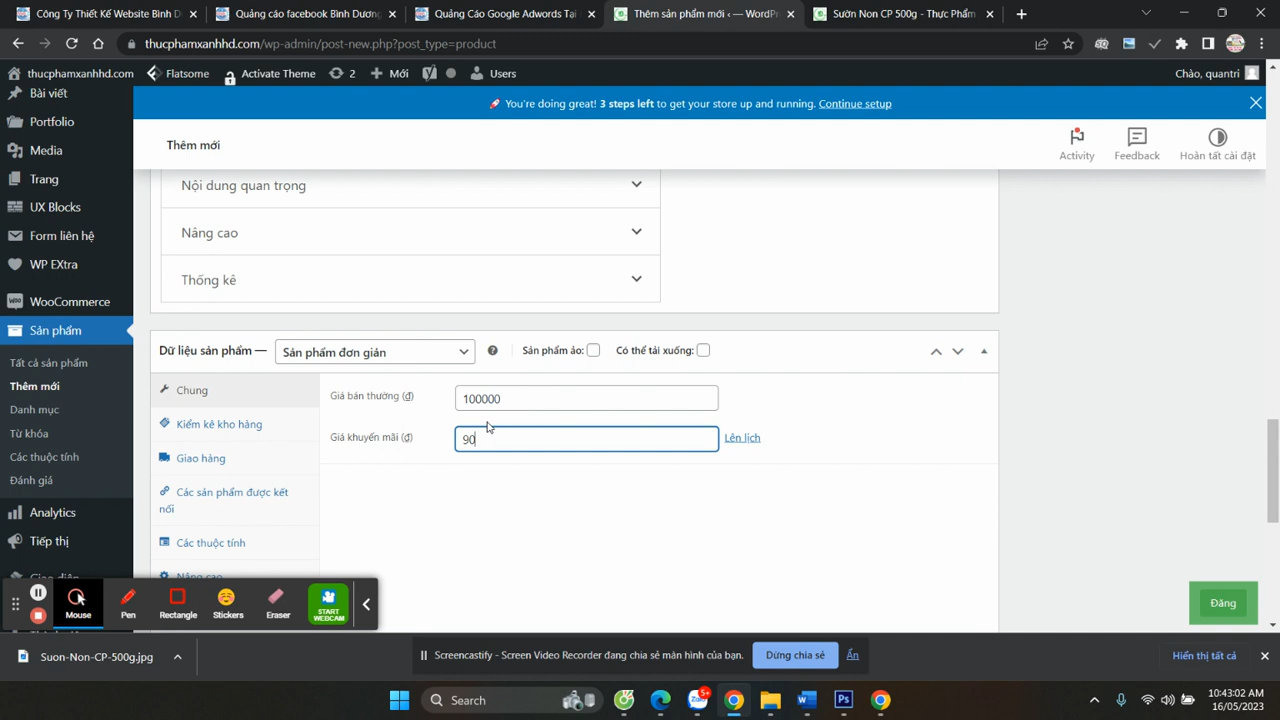 Công Ty Thiết Kế Website Bình D
Quảng cáo facebook Bình Dương
Quảng Cáo Google Adwords Tại
Thêm sản phẩm mới ‹ — WordPr
Sườn Non CP 500g - Thực Phẩm
thucphamxanhhd.com/wp-admin/post-new.php?post_type=product
thucphamxanhhd.com
Flatsome
Activate Theme
2
Mới
Users
Chào, quantri
Bài viết
Portfolio
Media
Trang
UX Blocks
Form liên hệ
WP EXtra
WooCommerce
Sản phẩm
Tất cả sản phẩm
Thêm mới
Danh mục
Từ khóa
Các thuộc tính
Đánh giá
Analytics
Tiếp thị
Giao diện
🚀 You're doing great! 3 steps left to get your store up and running. Continue setup
Thêm mới
Activity
Feedback
Hoàn tất cài đặt
Nội dung quan trọng
Nâng cao
Thống kê
Dữ liệu sản phẩm —
Sản phẩm đơn giản
Sản phẩm ảo:
Có thể tải xuống:
Chung
Kiểm kê kho hàng
Giao hàng
Các sản phẩm được kết
nối
Các thuộc tính
Nâng cao
Giá bán thường (₫)
100000
Giá khuyến mãi (₫)
90
Lên lịch
Đăng
Mouse
Pen
Rectangle
Stickers
Eraser
START
WEBCAM
Suon-Non-CP-500g.jpg
Screencastify - Screen Video Recorder đang chia sẻ màn hình của bạn.
Dừng chia sẻ
Ẩn
Hiển thị tất cả
Search
Zalo
5+
W
Ps
10:43:02 AM
16/05/2023